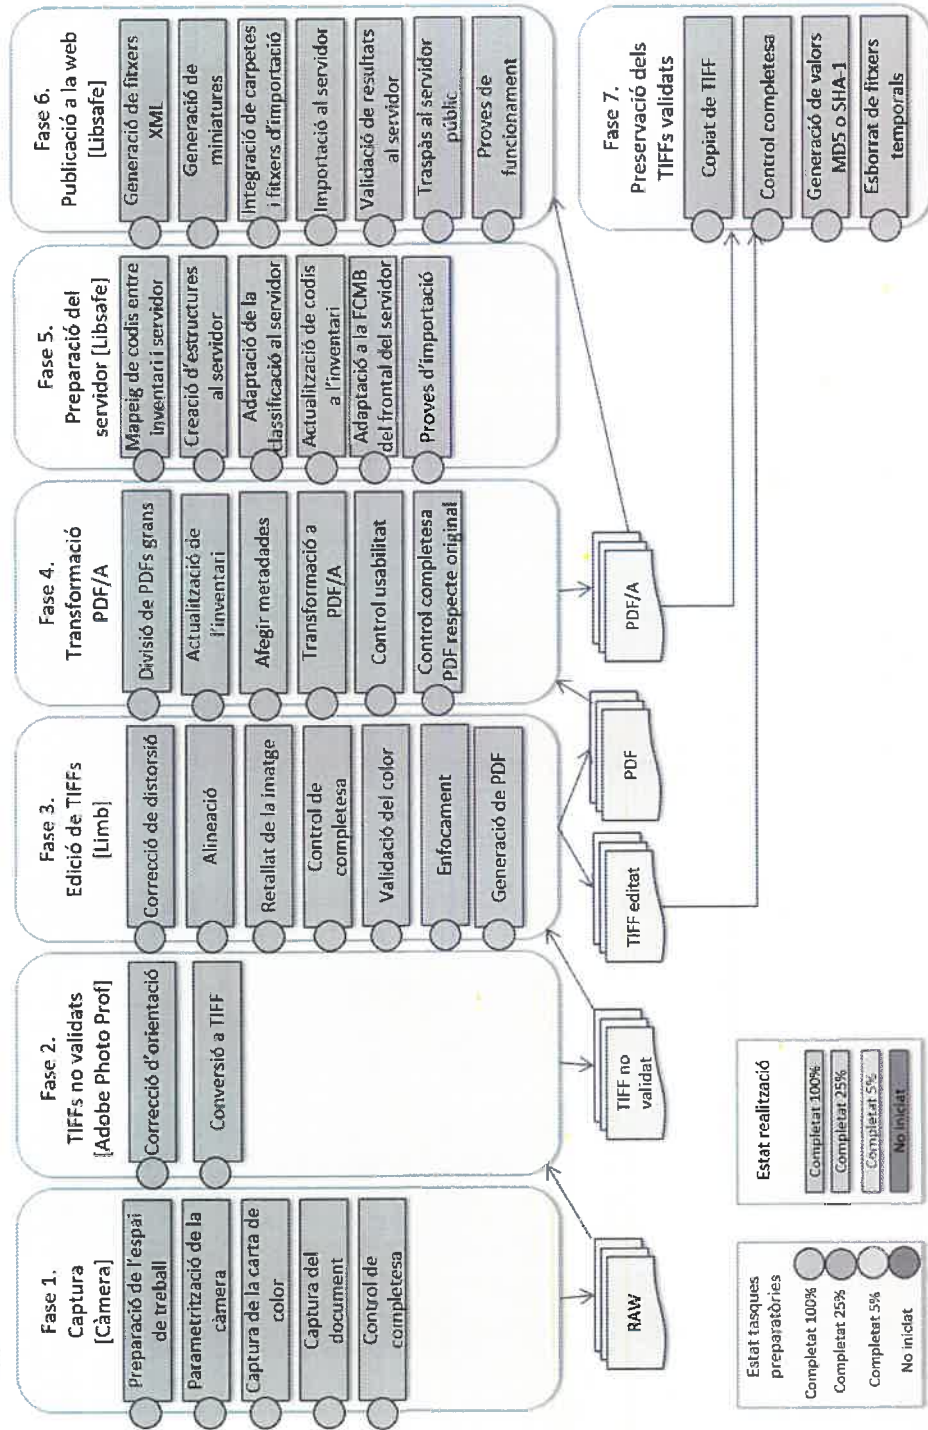 Fase 1.
Captura
[Càmera]
Preparació de l'espai
de treball
Parametrització de la
càmera
Captura de la carta de
color
Captura del
document
Control de
completesa
RAW
Fase 2.
TIFFs no validats
[Adobe Photo Prof]
Correcció d'orientació
Conversió a TIFF
TIFF no
validat
Fase 3.
Edició de TIFFs
[Limb]
Correcció de distorsió
Alineació
Retallat de la imatge
Control de
completesa
Validació del color
Enfocament
Generació de PDF
TIFF editat
PDF
Fase 4.
Transformació
PDF/A
Divisió de PDFs grans
Actualització de
l'inventari
Afegir metadades
Transformació a
PDF/A
Control usabilitat
Control completesa
PDF respecte original
PDF/A
Fase 5.
Preparació del
servidor [Libsafe]
Mapeig de codis entre
inventari i servidor
Creació d'estructures
al servidor
Adaptació de la
classificació al servidor
Actualització de codis
a l'inventari
Adaptació a la FCMB
del frontal del servidor
Proves d'importació
Fase 6.
Publicació a la web
[Libsafe]
Generació de fitxers
XML
Generació de
miniatures
Integració de carpetes
i fitxers d'importació
Importació al servidor
Validació de resultats
al servidor
Traspàs al servidor
públic
Proves de
funcionament
Fase 7.
Preservació dels
TIFFs validats
Copiat de TIFF
Control completesa
Generació de valors
MD5 o SHA-1
Esborrat de fitxers
temporals
Estat tasques
preparatòries
Completat 100%
Completat 25%
Completat 5%
No iniciat
Estat realització
Completat 100%
Completat 25%
Completat 5%
No iniciat